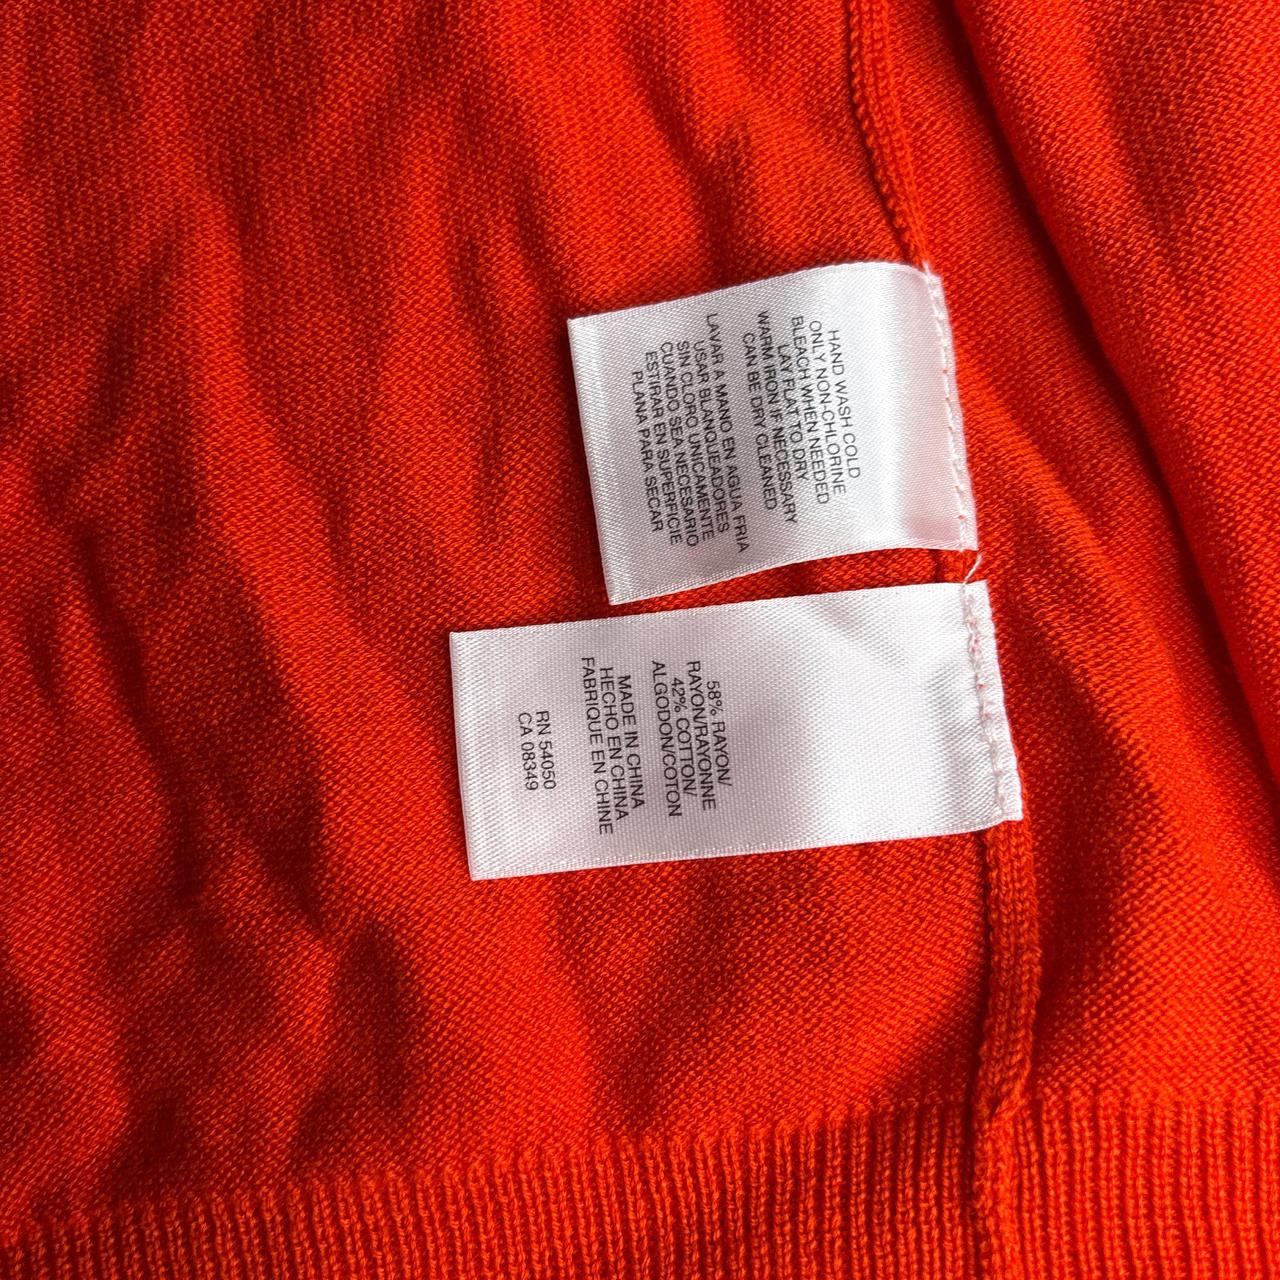 HAND WASH COLD
ONLY NON-CHLORINE
BLEACH WHEN NEEDED
LAY FLAT TO DRY
WARM IRON IF NECESSARY
CAN BE DRY CLEANED
LAVAR A MANO EN AGUA FRIA
USAR BLANQUEADORES
SIN CLORO UNICAMENTE
CUANDO SEA NECESARIO
ESTIRAR EN SUPERFICIE
PLANA PARA SECAR
58% RAYON/
RAYON/RAYONNE
42% COTTON/
ALGODON/COTON
MADE IN CHINA
HECHO EN CHINA
FABRIQUE EN CHINE
RN 54050
CA 08349